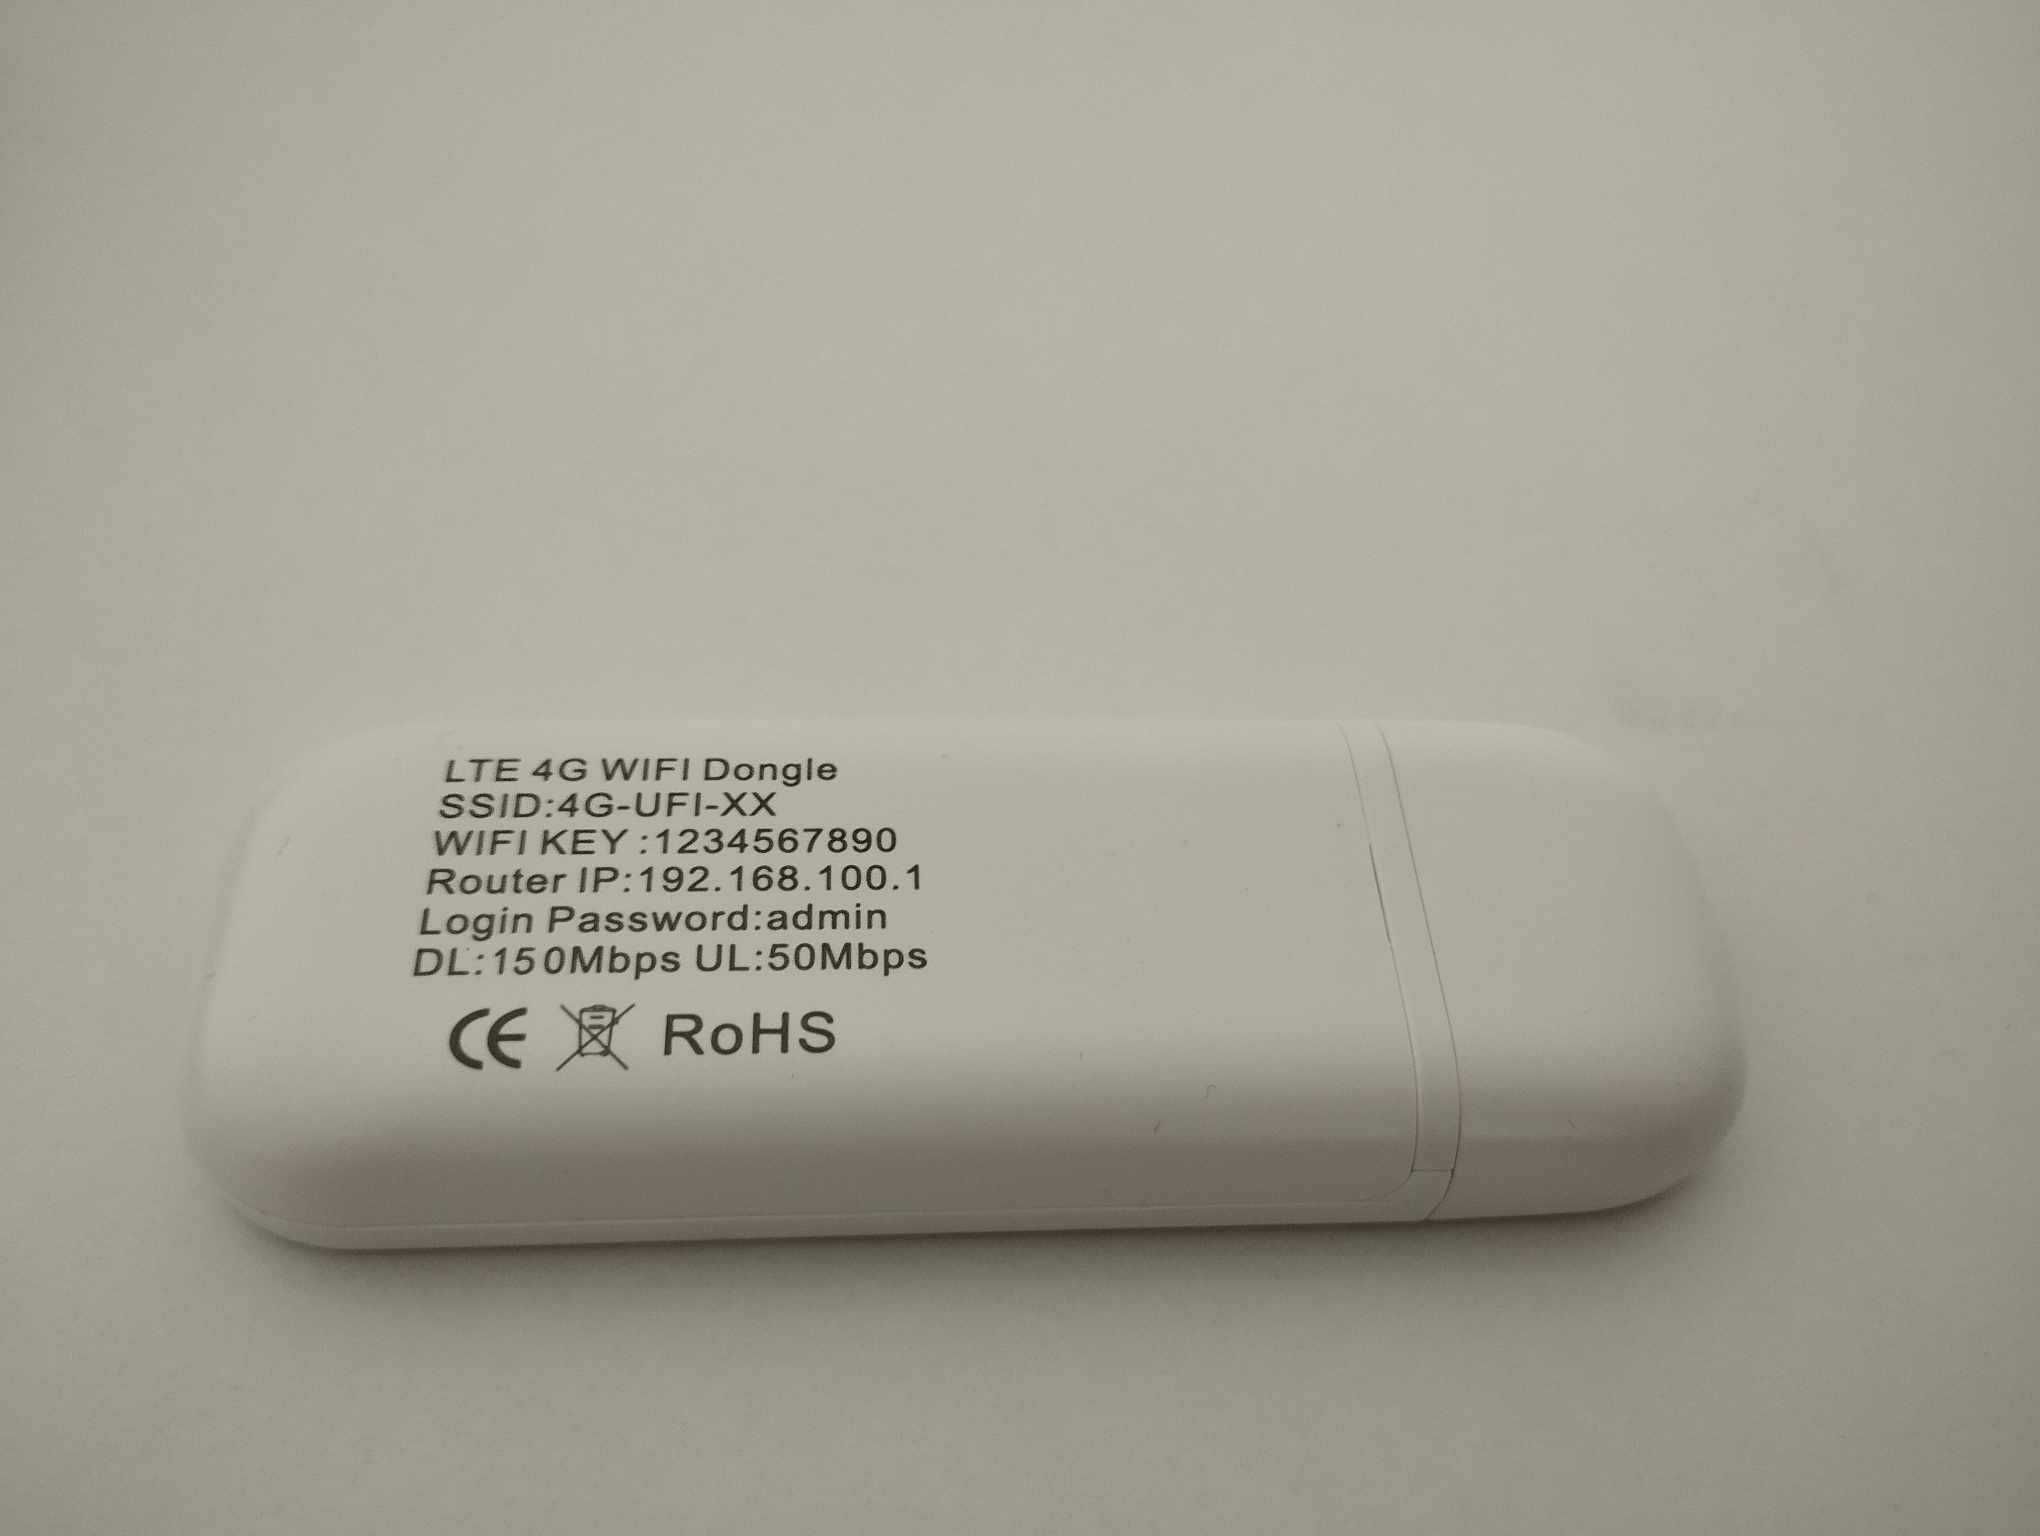 LTE 4G WIFI Dongle
SSID:4G-UFI-XX
WIFI KEY :1234567890
Router IP:192.168.100.1
Login Password:admin
DL:150Mbps UL:50Mbps
CE RoHS